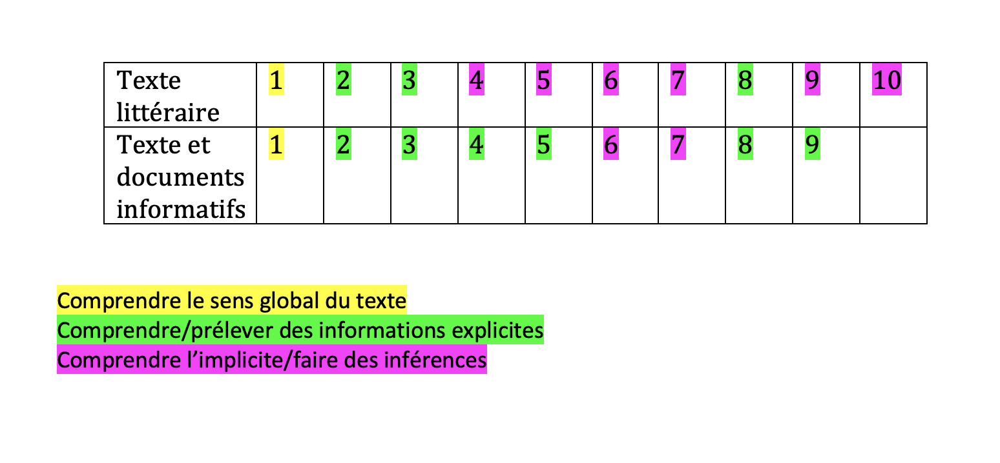 Texte 1 2 3 4 5 6 7 8 9 10
littéraire
Texte et 1 2 3 4 5 6 7 8 9
documents
informatifs
Comprendre le sens global du texte
Comprendre/prélever des informations explicites
Comprendre l’implicite/faire des inférences